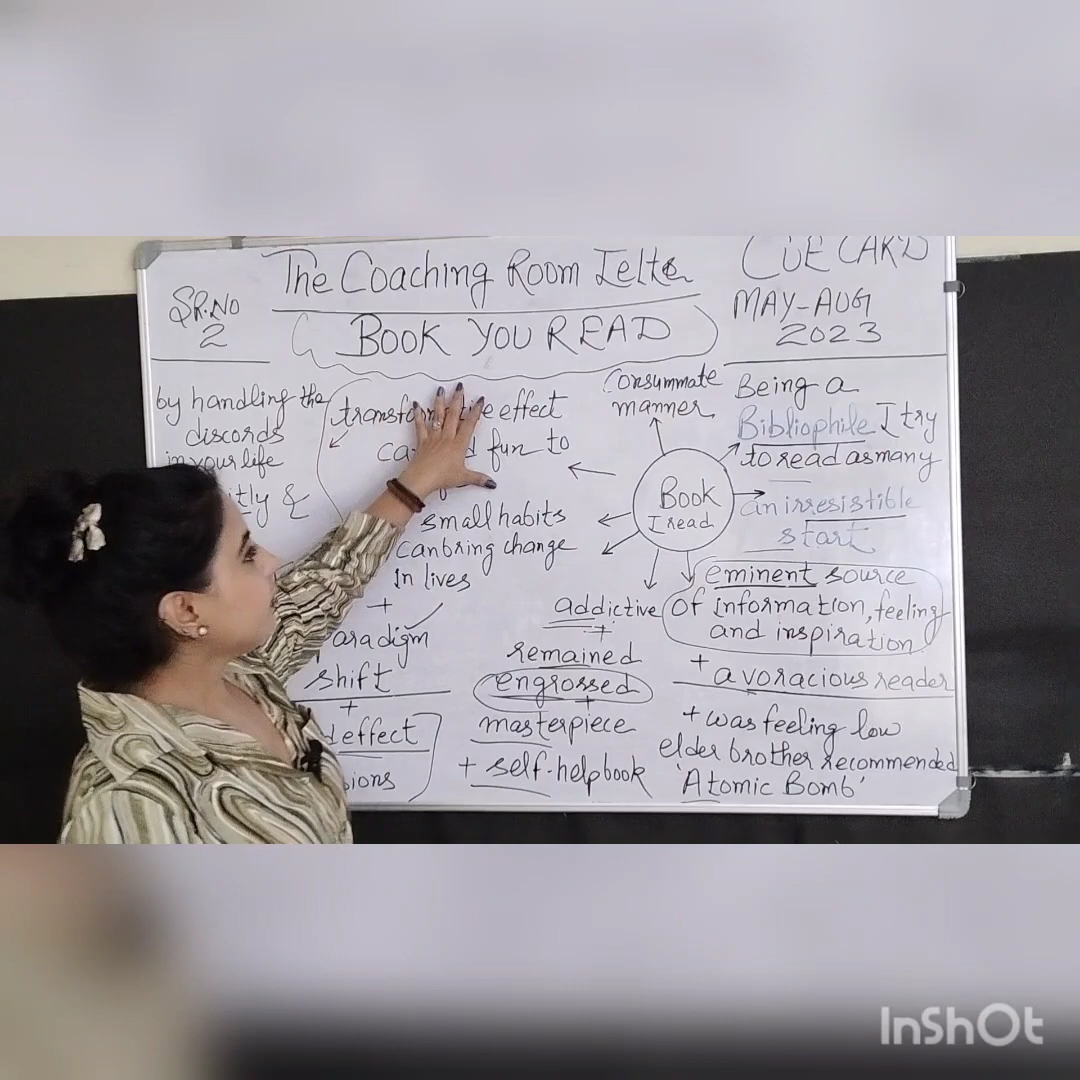 The Coaching Room Ielts
CUE CARD
MAY-AUG
2023
SR.NO
2
BOOK YOU READ
by handling the
discords
in your life
&
effect
fun to
small habits
can bring change
in lives
+
paradigm
shift
+
effect
Consummate
manner
Being a
Bibliophile I try
to read as many
an irresistible
start
Book
I read
eminent source
of information, feeling
and inspiration
+ a voracious reader
addictive
+
remained
engrossed
+
masterpiece
+ self-help book
+ was feeling low
elder brother recommended
'Atomic Bomb'
InShOt